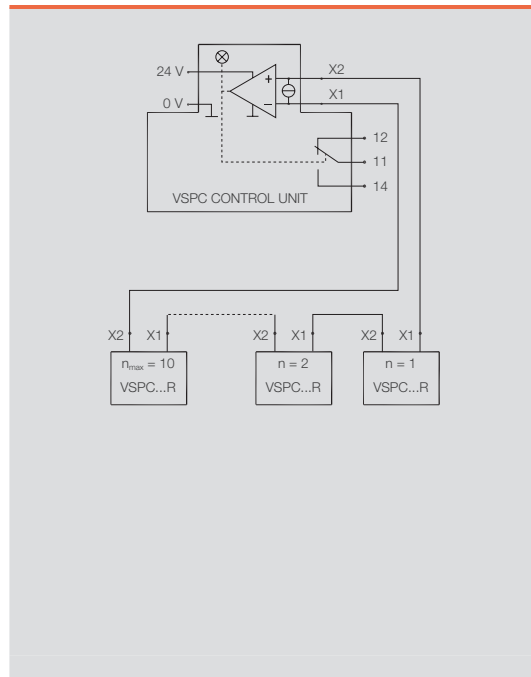 24 V
X2
0 V
X1
12
11
14
VSPC CONTROL UNIT
X2 X1 X2 X1 X2 X1
nmax = 10 n = 2 n = 1
VSPC...R VSPC...R VSPC...R